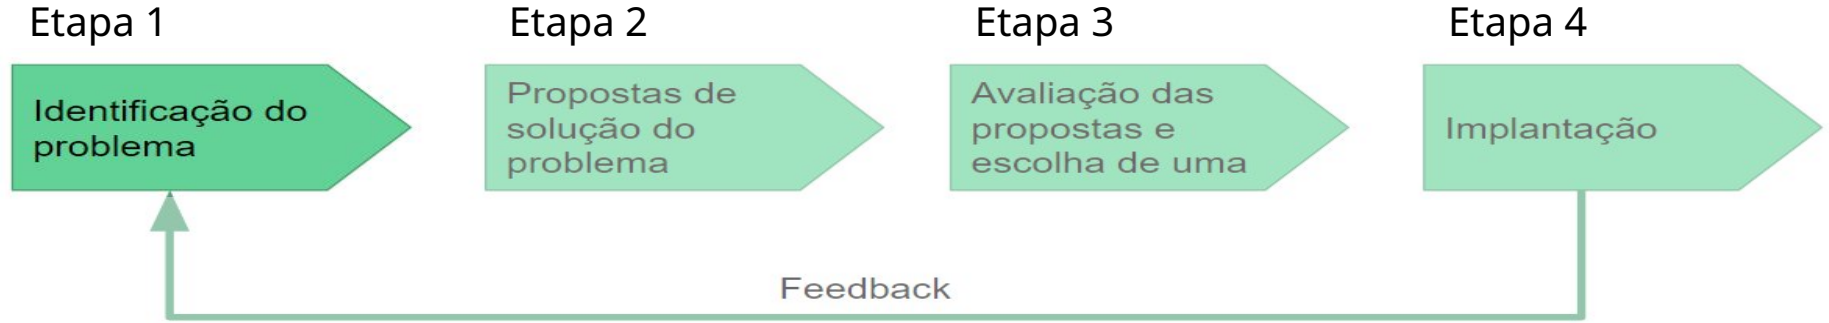 Etapa 1
Etapa 2
Etapa 3
Etapa 4
Identificação do
problema
Propostas de
solução do
problema
Avaliação das
propostas e
escolha de uma
Implantação
Feedback